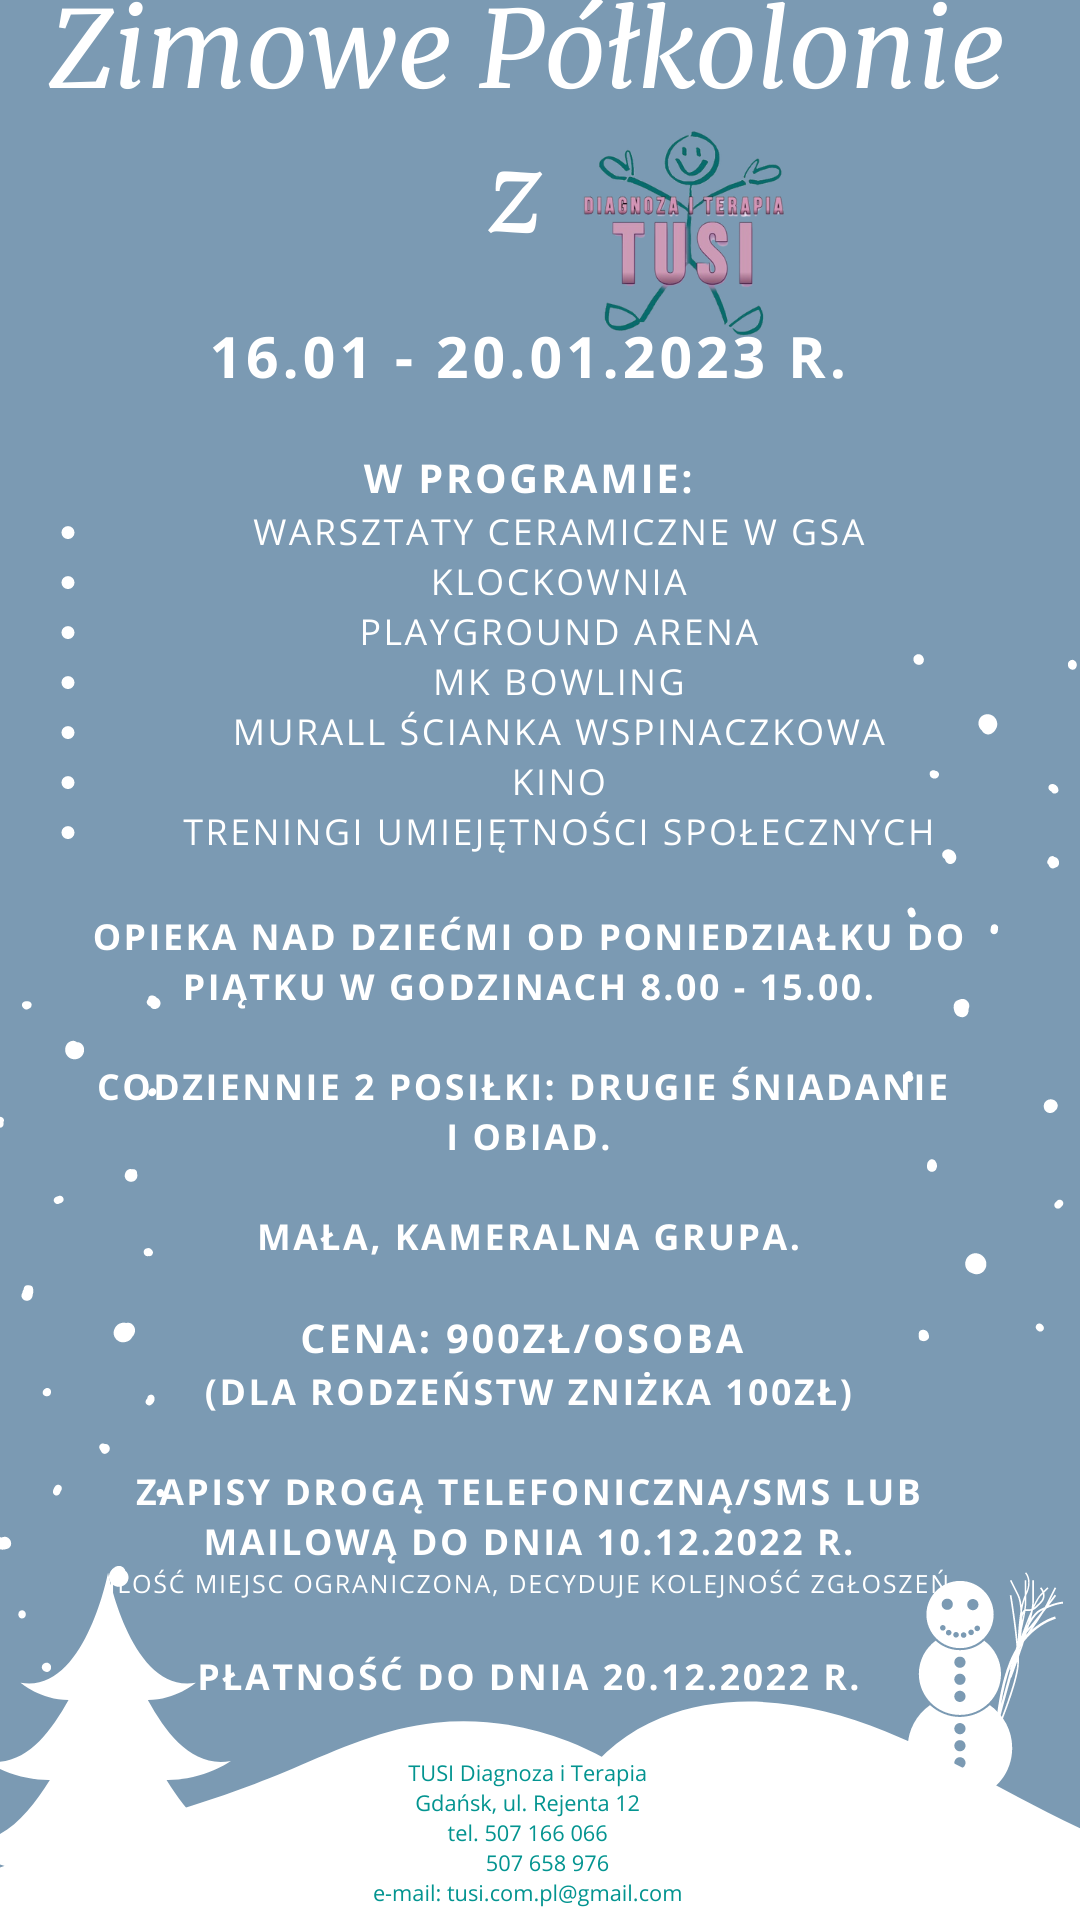 Zimowe Półkolonie
z
DIAGNOZA I TERAPIA
TUSI
16.01 - 20.01.2023 R.
W PROGRAMIE:
WARSZTATY CERAMICZNE W GSA
KLOCKOWNIA
PLAYGROUND ARENA
MK BOWLING
MURALL ŚCIANKA WSPINACZKOWA
KINO
TRENINGI UMIEJĘTNOŚCI SPOŁECZNYCH
OPIEKA NAD DZIEĆMI OD PONIEDZIAŁKU DO
PIĄTKU W GODZINACH 8.00 - 15.00.
CODZIENNIE 2 POSIŁKI: DRUGIE ŚNIADANIE
I OBIAD.
MAŁA, KAMERALNA GRUPA.
CENA: 900ZŁ/OSOBA
(DLA RODZEŃSTW ZNIŻKA 100ZŁ)
ZAPISY DROGĄ TELEFONICZNĄ/SMS LUB
MAILOWĄ DO DNIA 10.12.2022 R.
ILOŚĆ MIEJSC OGRANICZONA, DECYDUJE KOLEJNOŚĆ ZGŁOSZEŃ
PŁATNOŚĆ DO DNIA 20.12.2022 R.
TUSI Diagnoza i Terapia
Gdańsk, ul. Rejenta 12
tel. 507 166 066
507 658 976
e-mail: tusi.com.pl@gmail.com